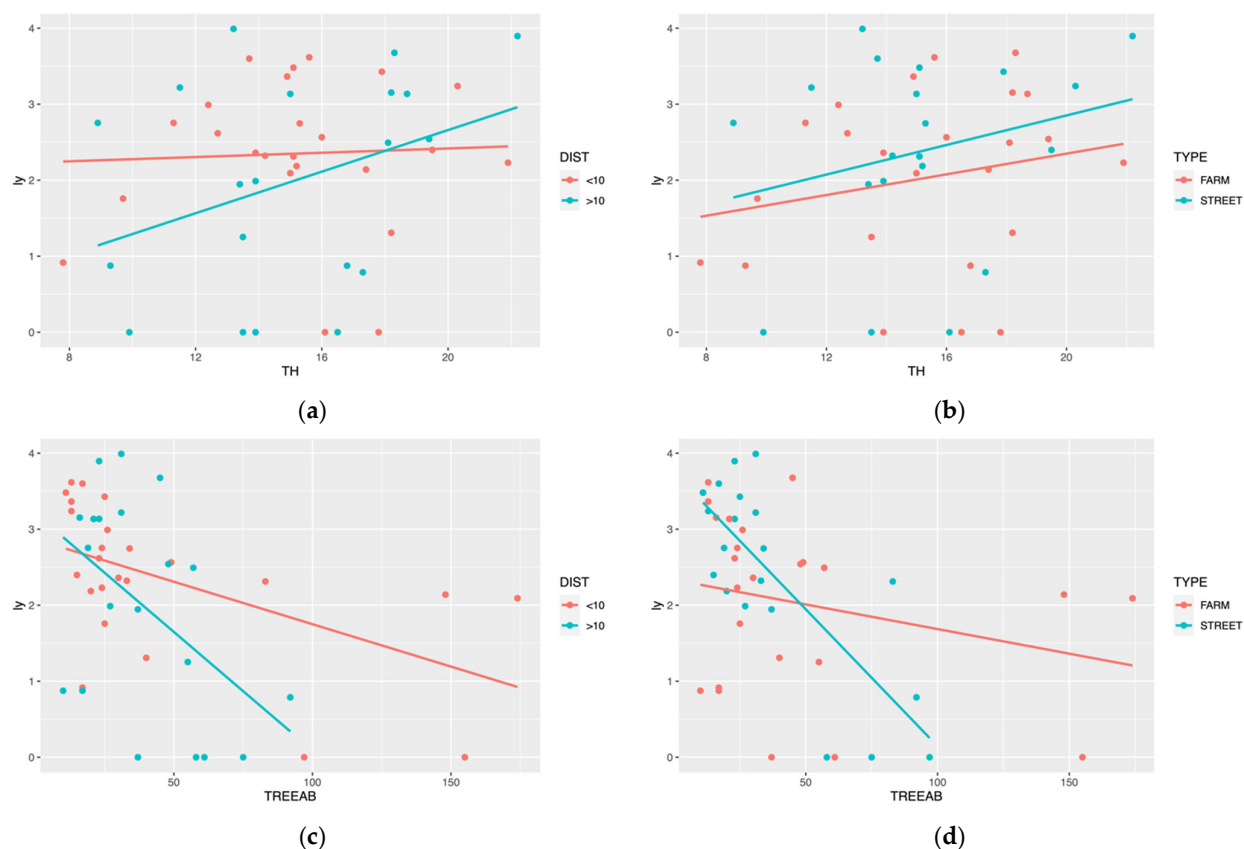 4
3
2
1
0
ly
8
12
16
20
TH
DIST
<10
>10
(a)
4
3
2
1
0
ly
8
12
16
20
TH
TYPE
FARM
STREET
(b)
4
3
2
1
0
ly
50
100
150
TREEAB
DIST
<10
>10
(c)
4
3
2
1
0
ly
50
100
150
TREEAB
TYPE
FARM
STREET
(d)